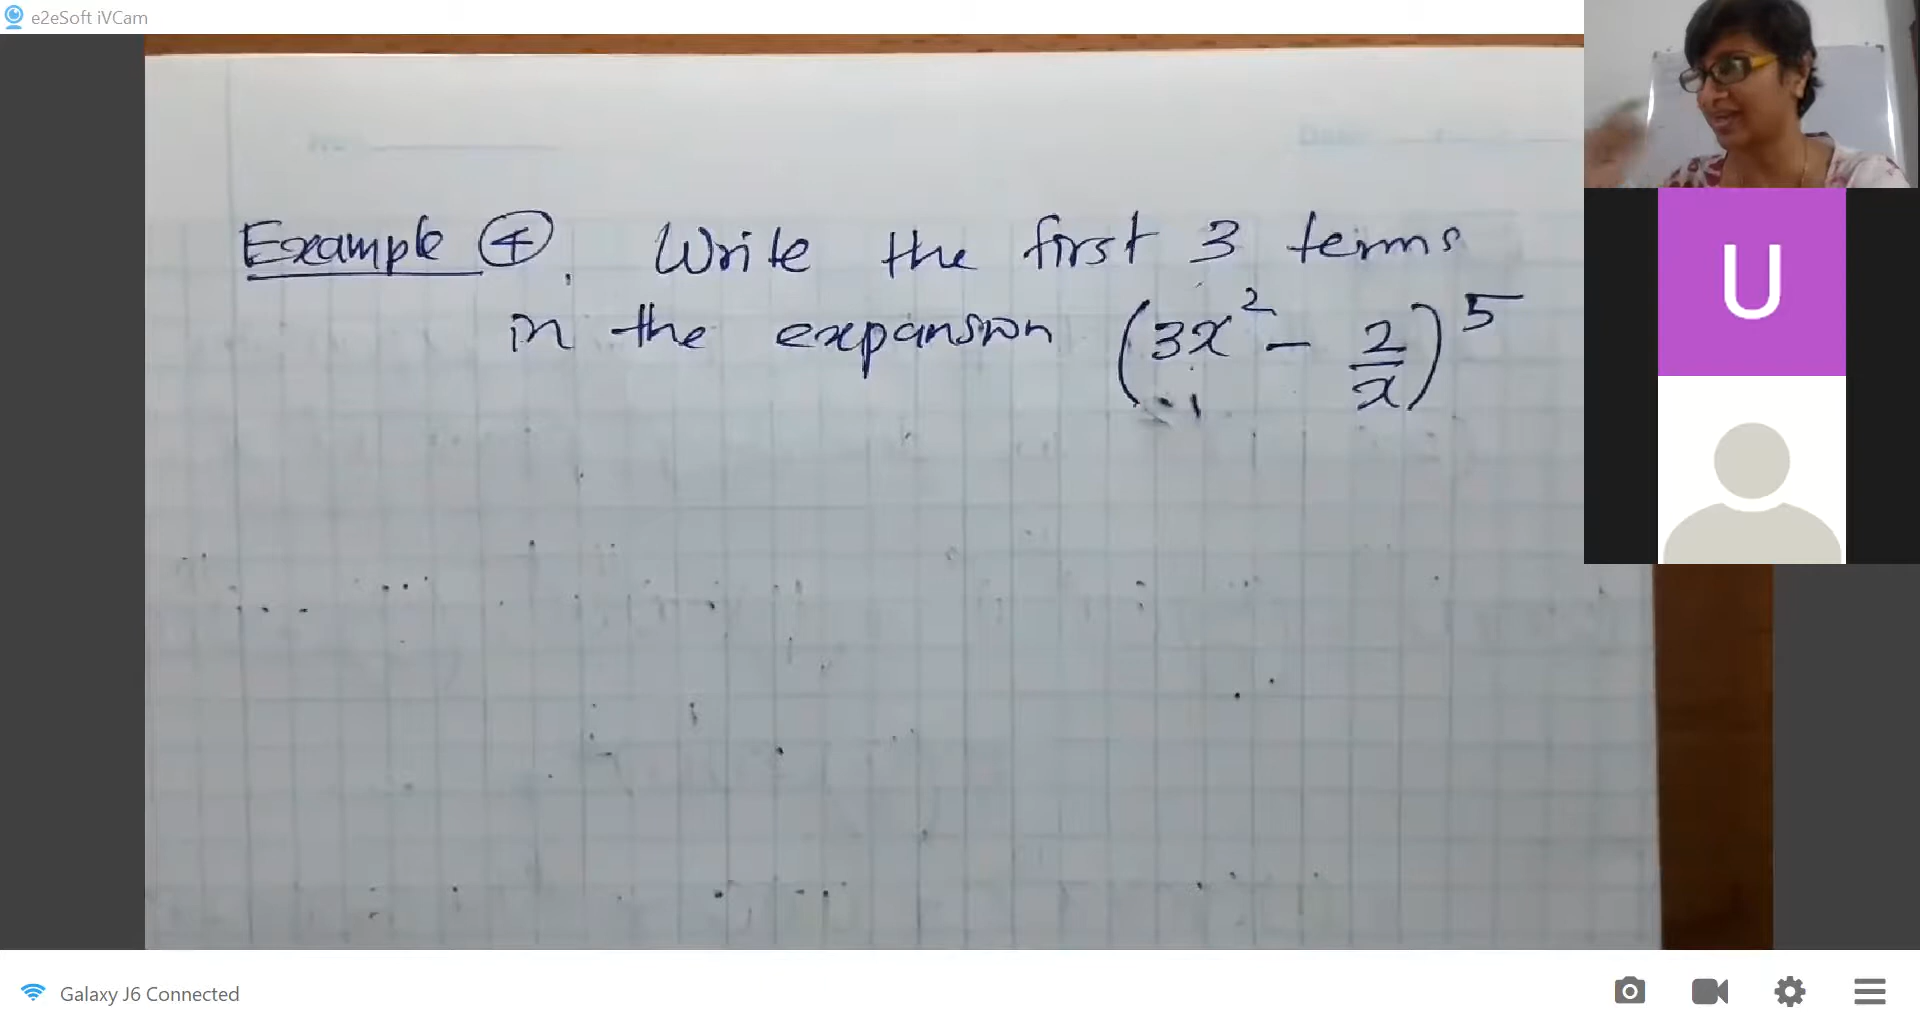 e2eSoft iVCam
Example 4. Write the first 3 terms
in the expansion (3x² - 2/x)⁵
U
Galaxy J6 Connected